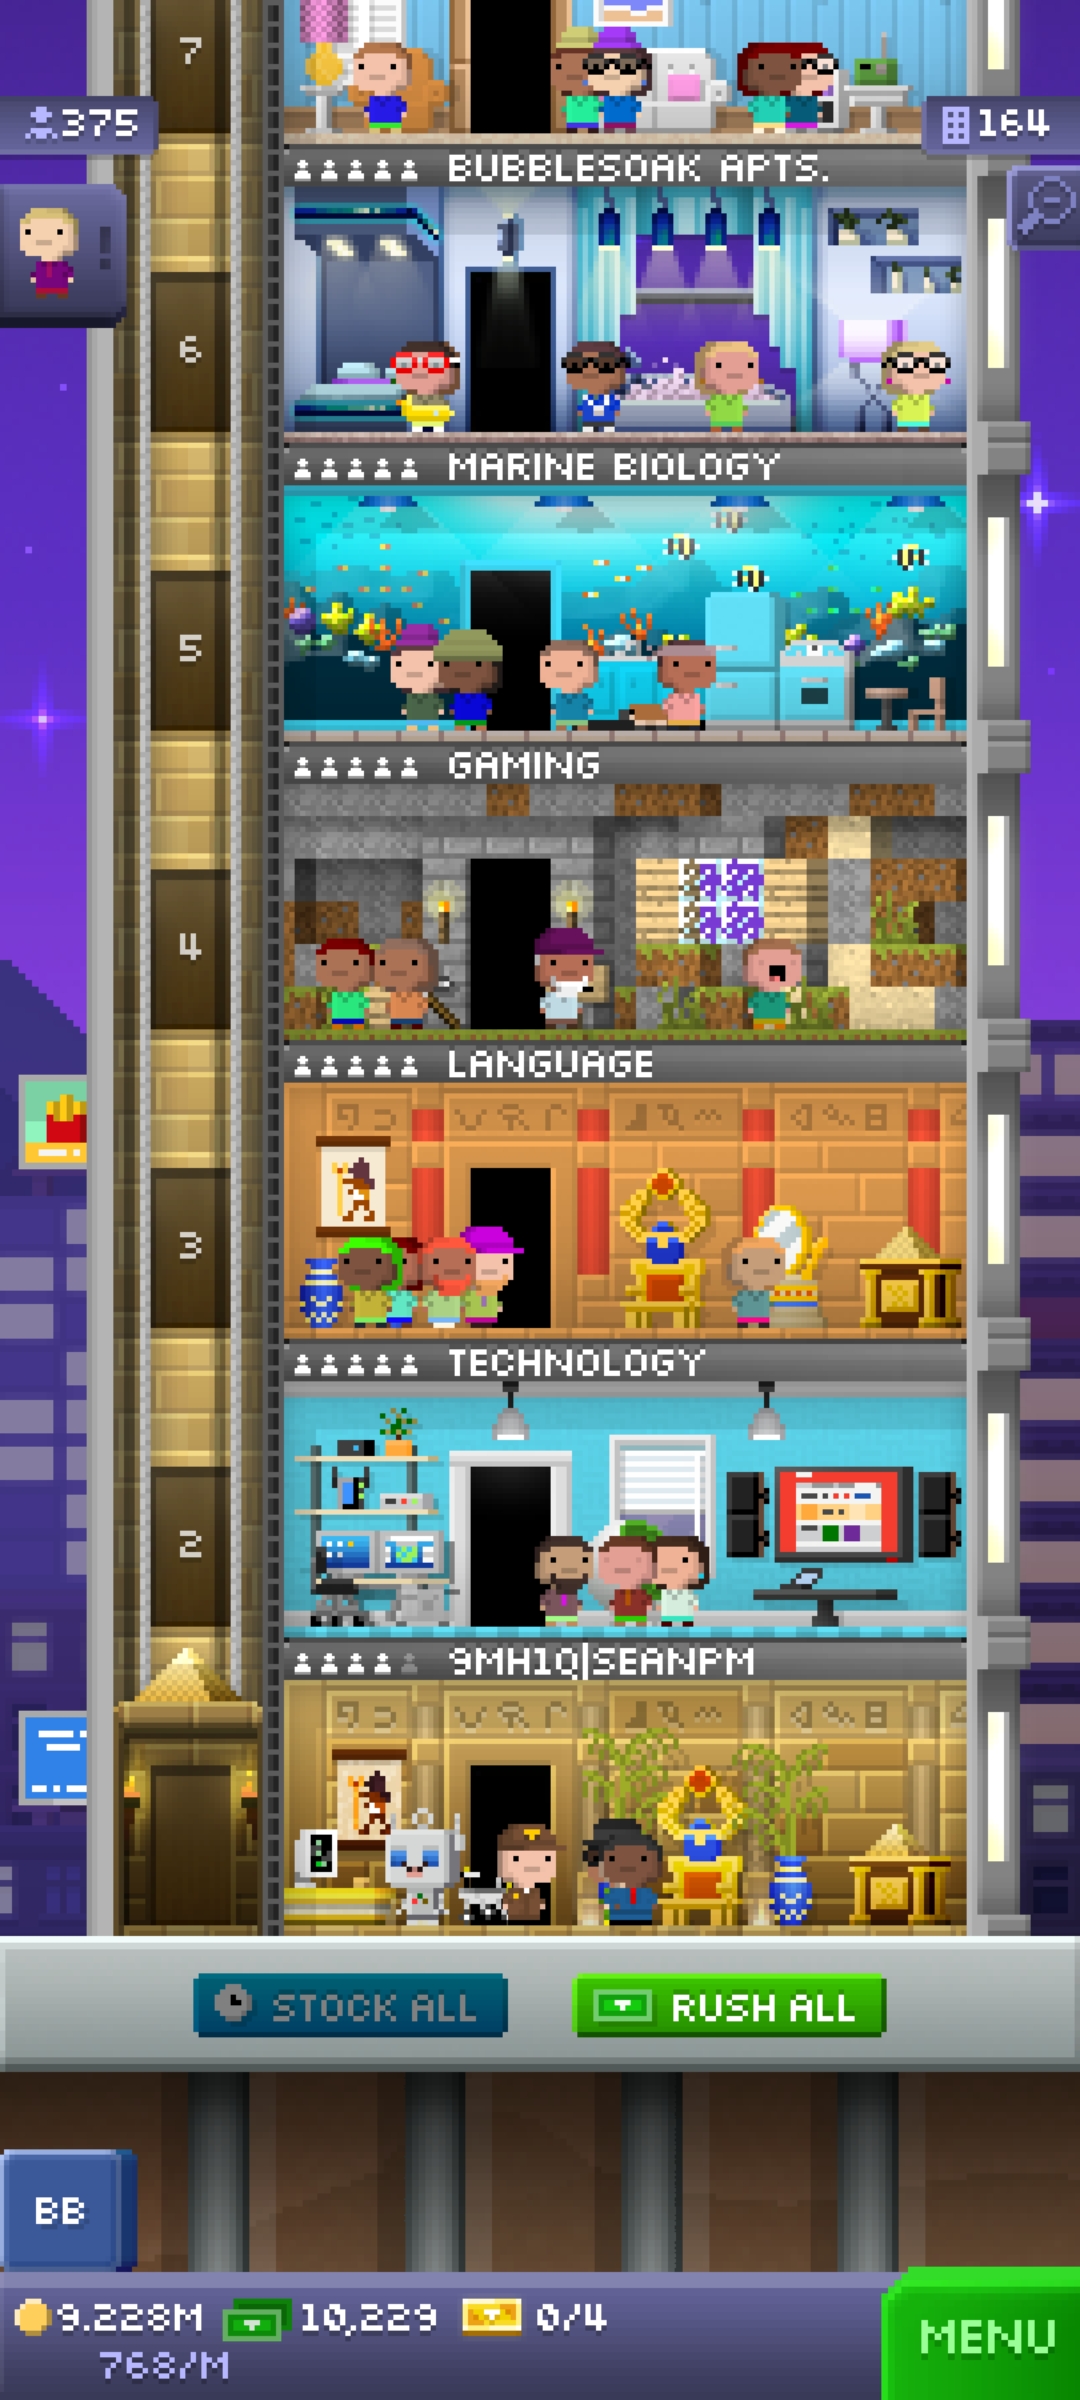 7
375
164
BUBBLESOAK APTS.
6
MARINE BIOLOGY
5
GAMING
4
LANGUAGE
3
TECHNOLOGY
2
9MH1Q|SEANPM
STOCK ALL
RUSH ALL
BB
9.228M 10,229 0/4
768/M
MENU